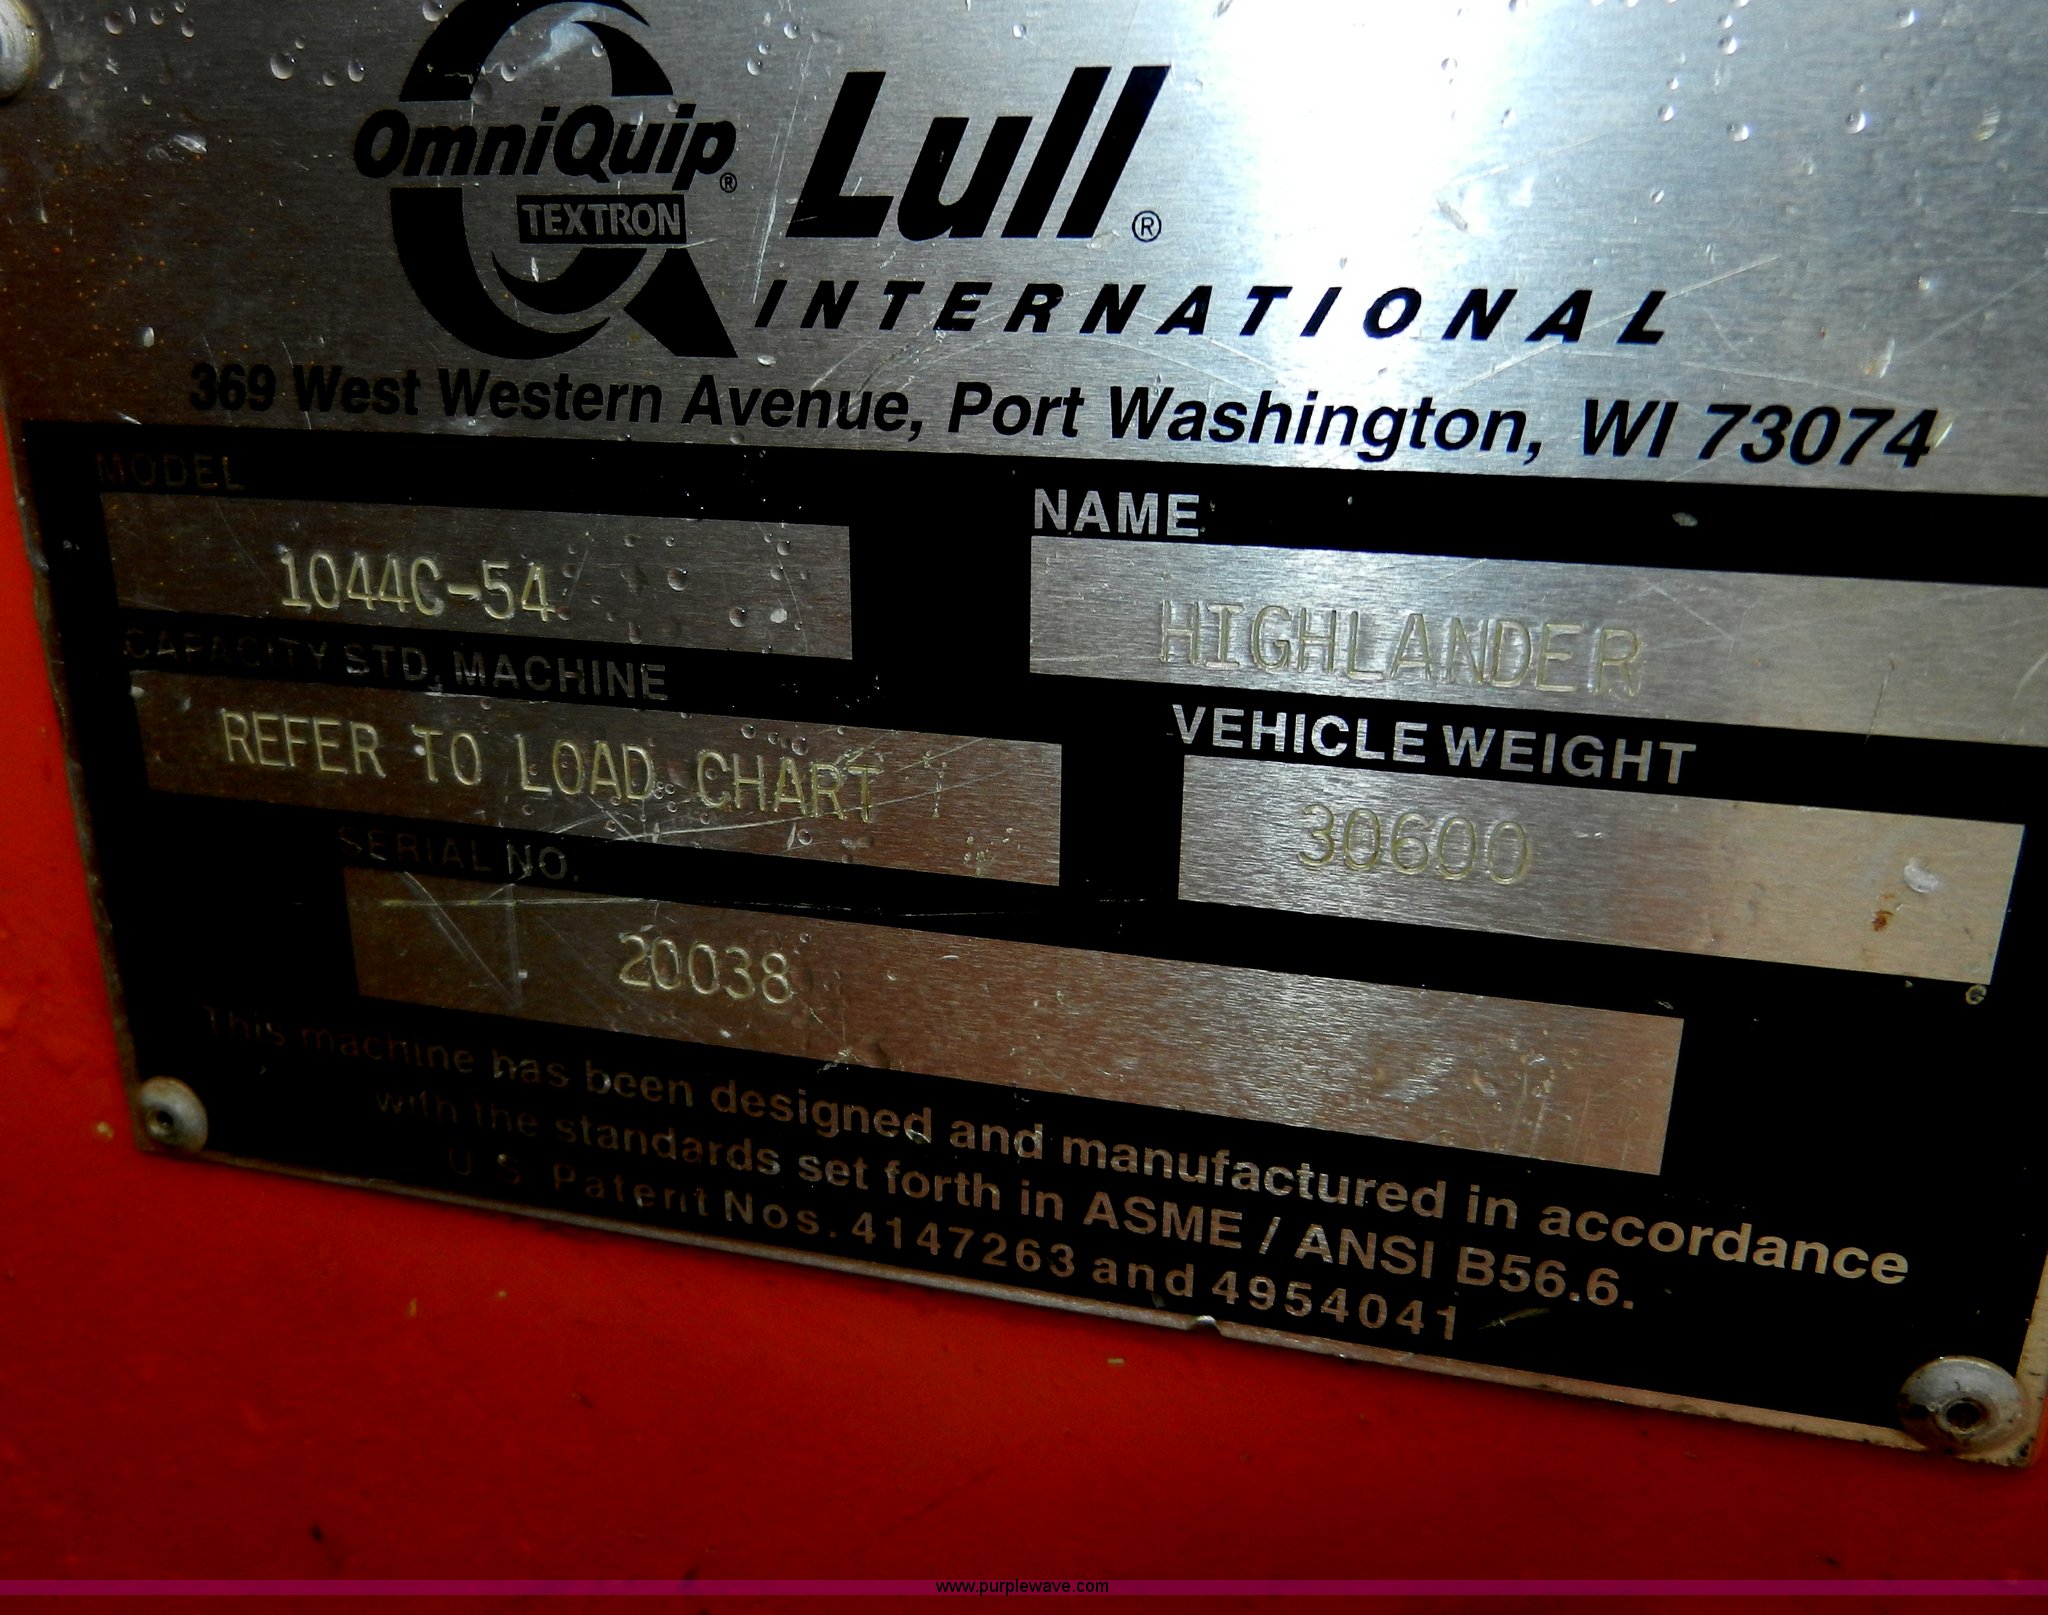 OmniQuip®
TEXTRON
Lull®
INTERNATIONAL
369 West Western Avenue, Port Washington, WI 73074
MODEL
1044C-54
NAME
HIGHLANDER
CAPACITY STD. MACHINE
REFER TO LOAD CHART
VEHICLE WEIGHT
30600
SERIAL NO.
20038
This machine has been designed and manufactured in accordance
with the standards set forth in ASME / ANSI B56.6.
U.S. Patent Nos. 4147263 and 4954041
www.purplewave.com